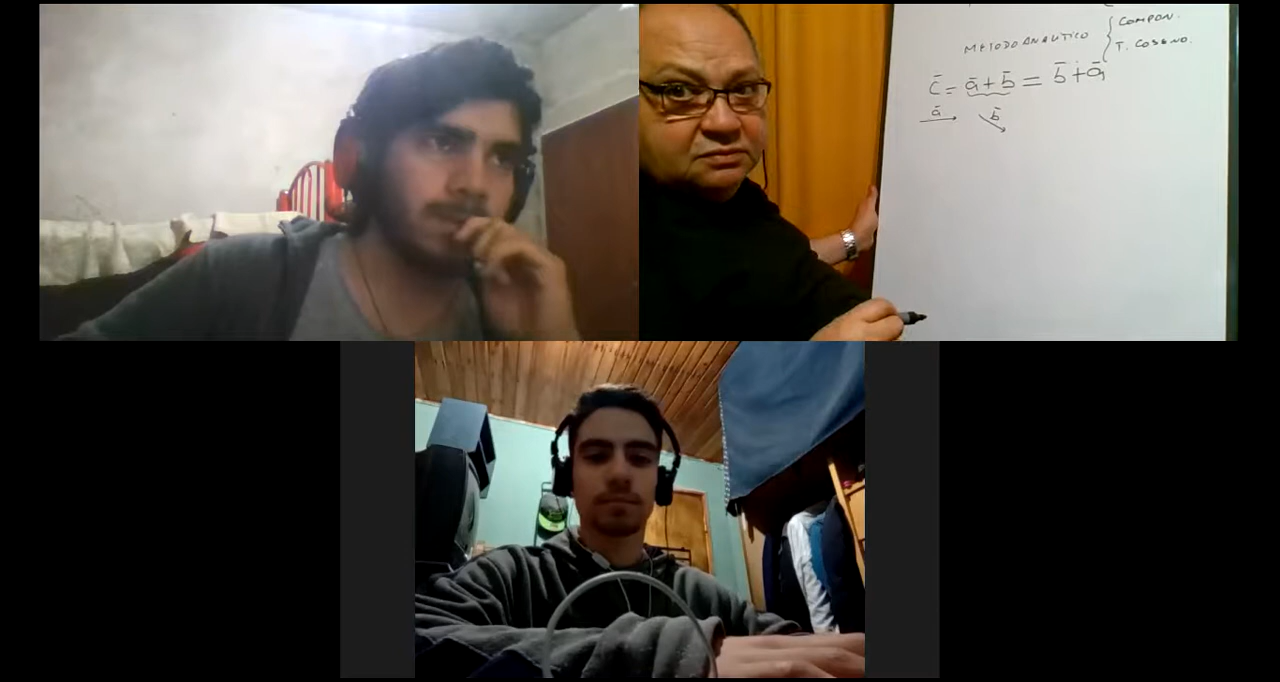 COMPON.
METODO ANALITICO { T. COSENO.
c̄ = ā + b̄ = b̄ + ā
ā b̄